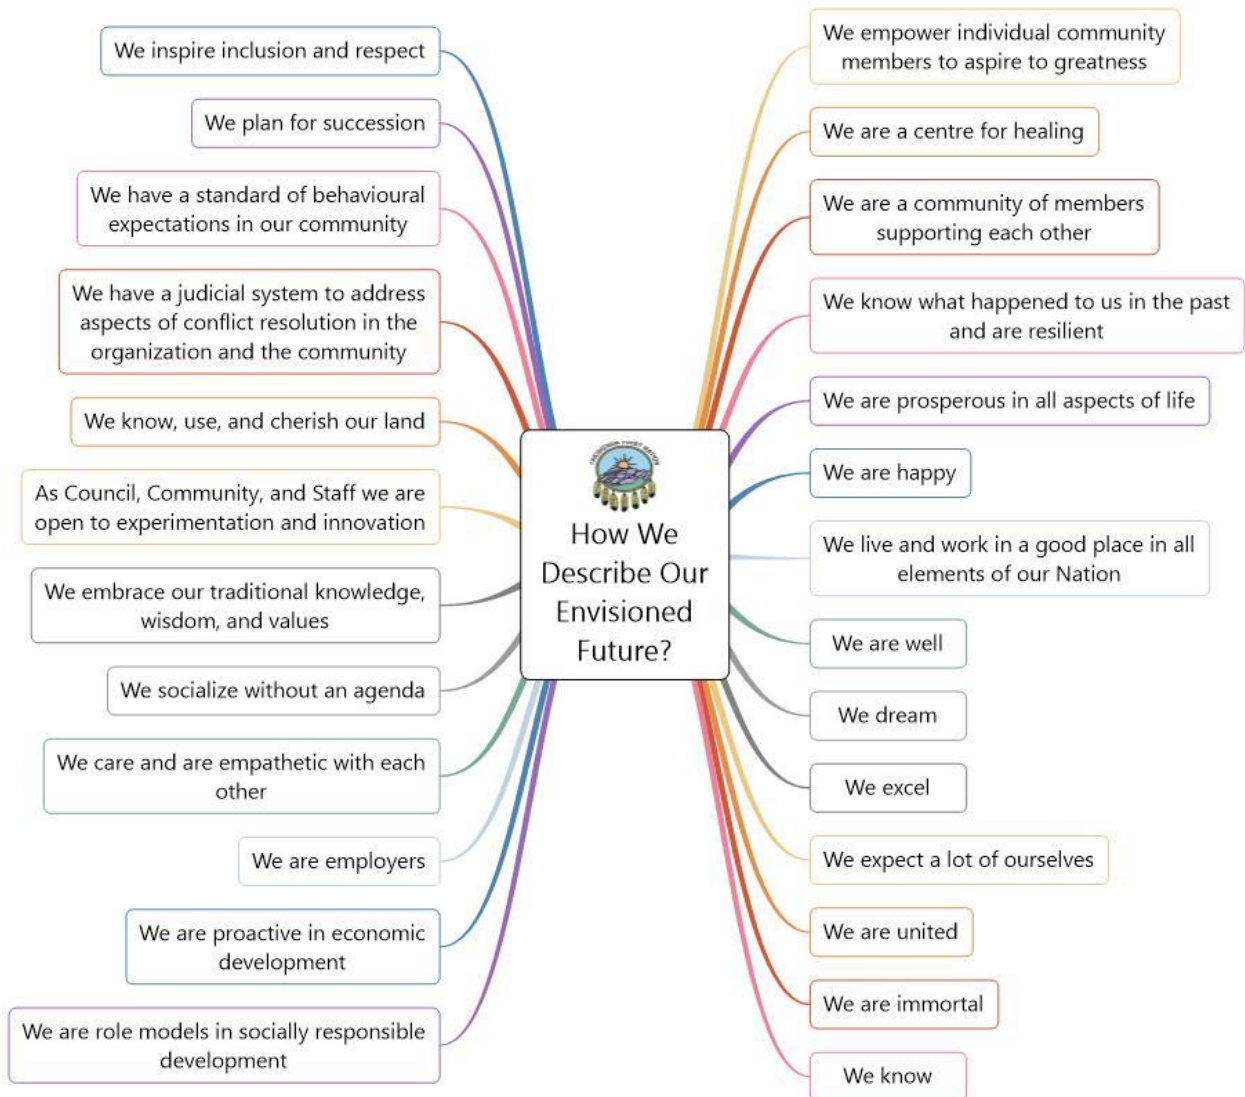 We inspire inclusion and respect
We plan for succession
We have a standard of behavioural
expectations in our community
We have a judicial system to address
aspects of conflict resolution in the
organization and the community
We know, use, and cherish our land
As Council, Community, and Staff we are
open to experimentation and innovation
We embrace our traditional knowledge,
wisdom, and values
We socialize without an agenda
We care and are empathetic with each
other
We are employers
We are proactive in economic
development
We are role models in socially responsible
development
FIRST NATION
How We
Describe Our
Envisioned
Future?
We empower individual community
members to aspire to greatness
We are a centre for healing
We are a community of members
supporting each other
We know what happened to us in the past
and are resilient
We are prosperous in all aspects of life
We are happy
We live and work in a good place in all
elements of our Nation
We are well
We dream
We excel
We expect a lot of ourselves
We are united
We are immortal
We know